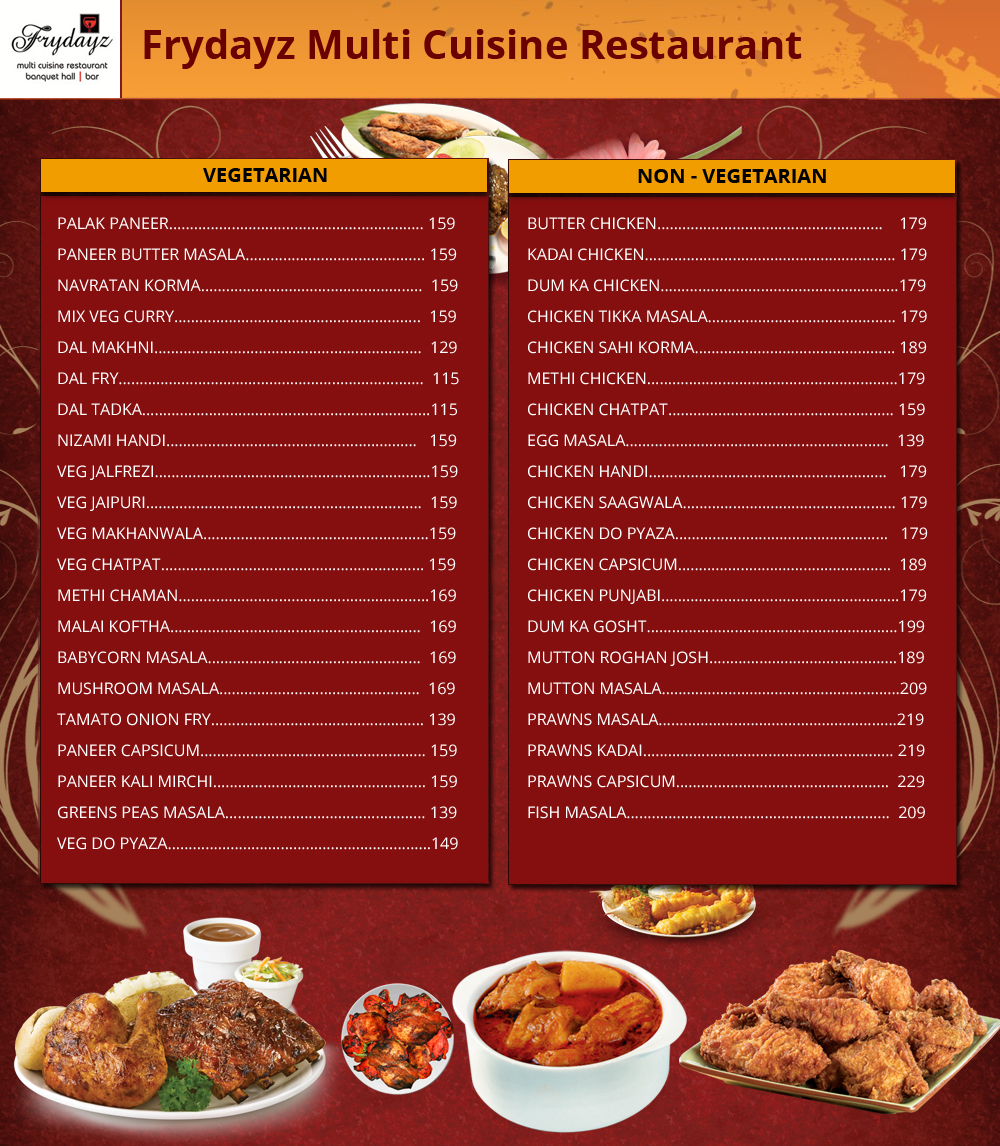 Frydayz
multi cuisine restaurant
banquet hall | bar
Frydayz Multi Cuisine Restaurant
VEGETARIAN
PALAK PANEER............................................................. 159
PANEER BUTTER MASALA........................................... 159
NAVRATAN KORMA..................................................... 159
MIX VEG CURRY........................................................... 159
DAL MAKHNI................................................................ 129
DAL FRY......................................................................... 115
DAL TADKA.....................................................................115
NIZAMI HANDI............................................................ 159
VEG JALFREZI..................................................................159
VEG JAIPURI.................................................................. 159
VEG MAKHANWALA......................................................159
VEG CHATPAT............................................................... 159
METHI CHAMAN............................................................169
MALAI KOFTHA............................................................ 169
BABYCORN MASALA................................................... 169
MUSHROOM MASALA................................................ 169
TAMATO ONION FRY................................................... 139
PANEER CAPSICUM...................................................... 159
PANEER KALI MIRCHI................................................... 159
GREENS PEAS MASALA................................................ 139
VEG DO PYAZA...............................................................149
NON - VEGETARIAN
BUTTER CHICKEN...................................................... 179
KADAI CHICKEN............................................................ 179
DUM KA CHICKEN.........................................................179
CHICKEN TIKKA MASALA............................................. 179
CHICKEN SAHI KORMA................................................ 189
METHI CHICKEN............................................................179
CHICKEN CHATPAT...................................................... 159
EGG MASALA............................................................... 139
CHICKEN HANDI......................................................... 179
CHICKEN SAAGWALA................................................... 179
CHICKEN DO PYAZA................................................... 179
CHICKEN CAPSICUM................................................... 189
CHICKEN PUNJABI.........................................................179
DUM KA GOSHT............................................................199
MUTTON ROGHAN JOSH.............................................189
MUTTON MASALA.........................................................209
PRAWNS MASALA.........................................................219
PRAWNS KADAI............................................................ 219
PRAWNS CAPSICUM................................................... 229
FISH MASALA............................................................... 209